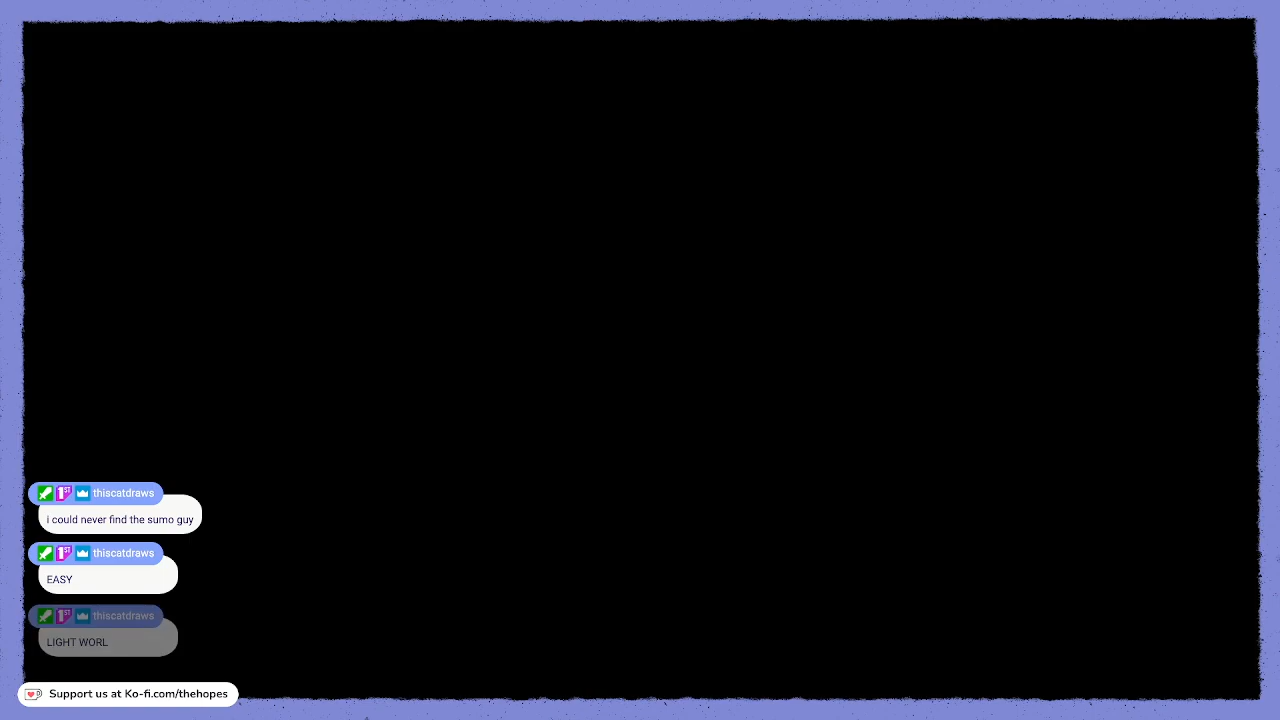 thiscatdraws
i could never find the sumo guy
thiscatdraws
EASY
thiscatdraws
LIGHT WORL
Support us at Ko-fi.com/thehopes